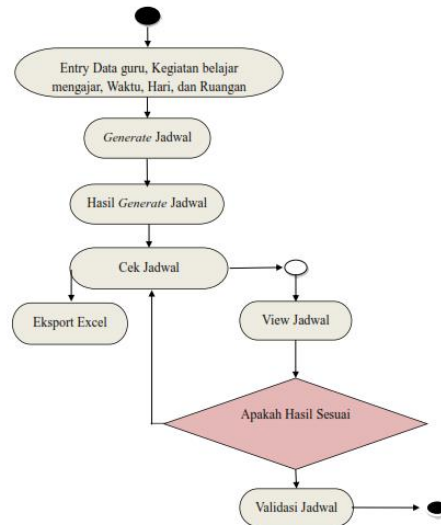 Entry Data guru, Kegiatan belajar
mengajar, Waktu, Hari, dan Ruangan
Generate Jadwal
Hasil Generate Jadwal
Cek Jadwal
Eksport Excel
View Jadwal
Apakah Hasil Sesuai
Validasi Jadwal